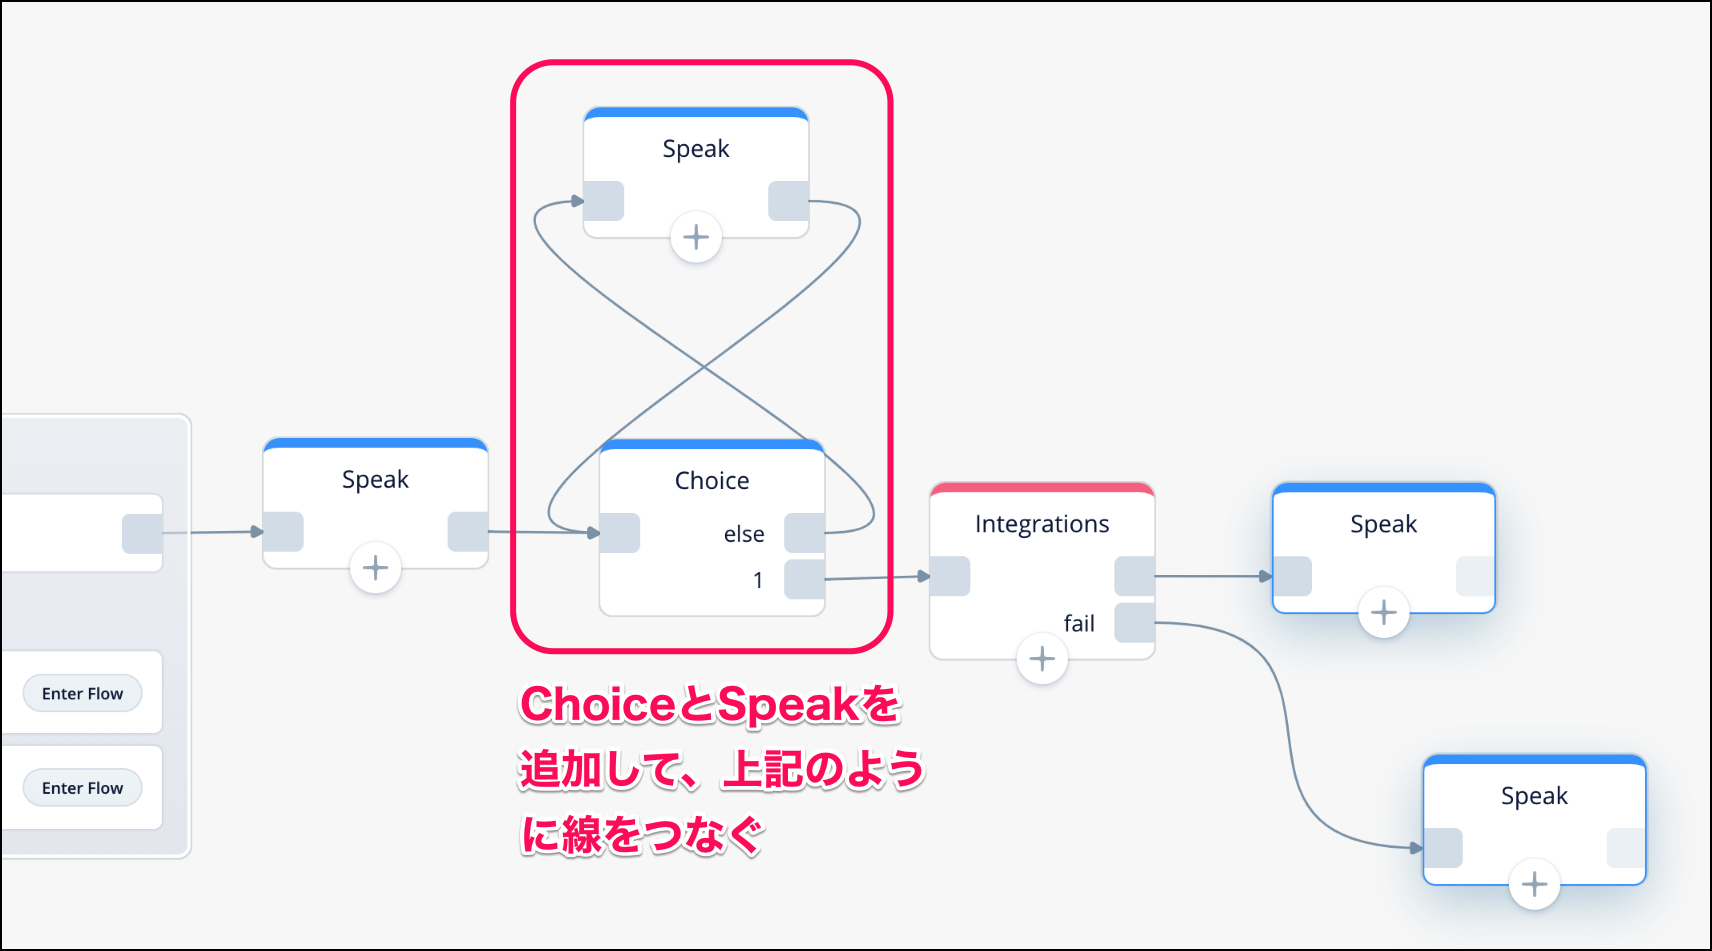 Speak
Speak
Choice
else
1
Integrations
fail
Speak
Speak
Enter Flow
Enter Flow
ChoiceとSpeakを
追加して、上記のよう
に線をつなぐ